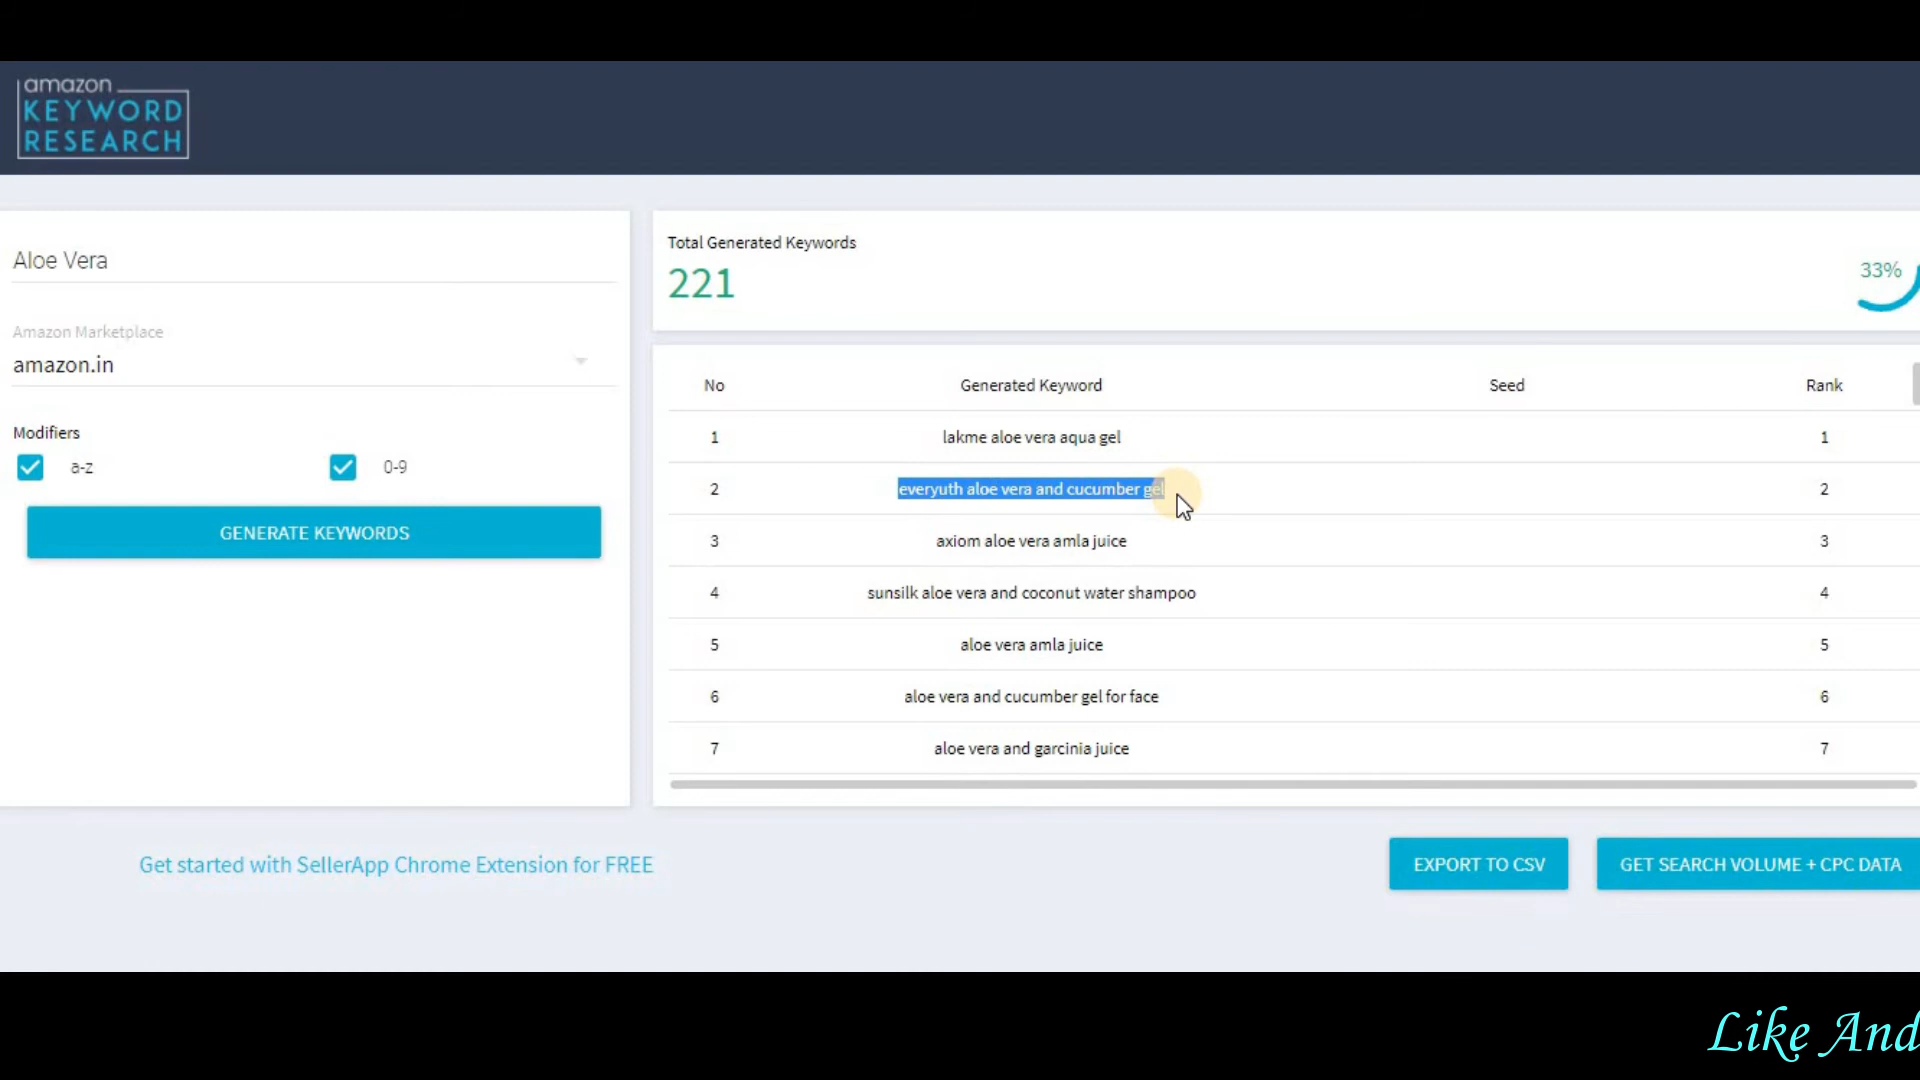 amazon
KEYWORD
RESEARCH
Aloe Vera
Amazon Marketplace
amazon.in
Modifiers
a-z 0-9
GENERATE KEYWORDS
Total Generated Keywords
221
33%
No Generated Keyword Seed Rank
1 lakme aloe vera aqua gel 1
2 everyuth aloe vera and cucumber gel 2
3 axiom aloe vera amla juice 3
4 sunsilk aloe vera and coconut water shampoo 4
5 aloe vera amla juice 5
6 aloe vera and cucumber gel for face 6
7 aloe vera and garcinia juice 7
Get started with SellerApp Chrome Extension for FREE
EXPORT TO CSV
GET SEARCH VOLUME + CPC DATA
Like And